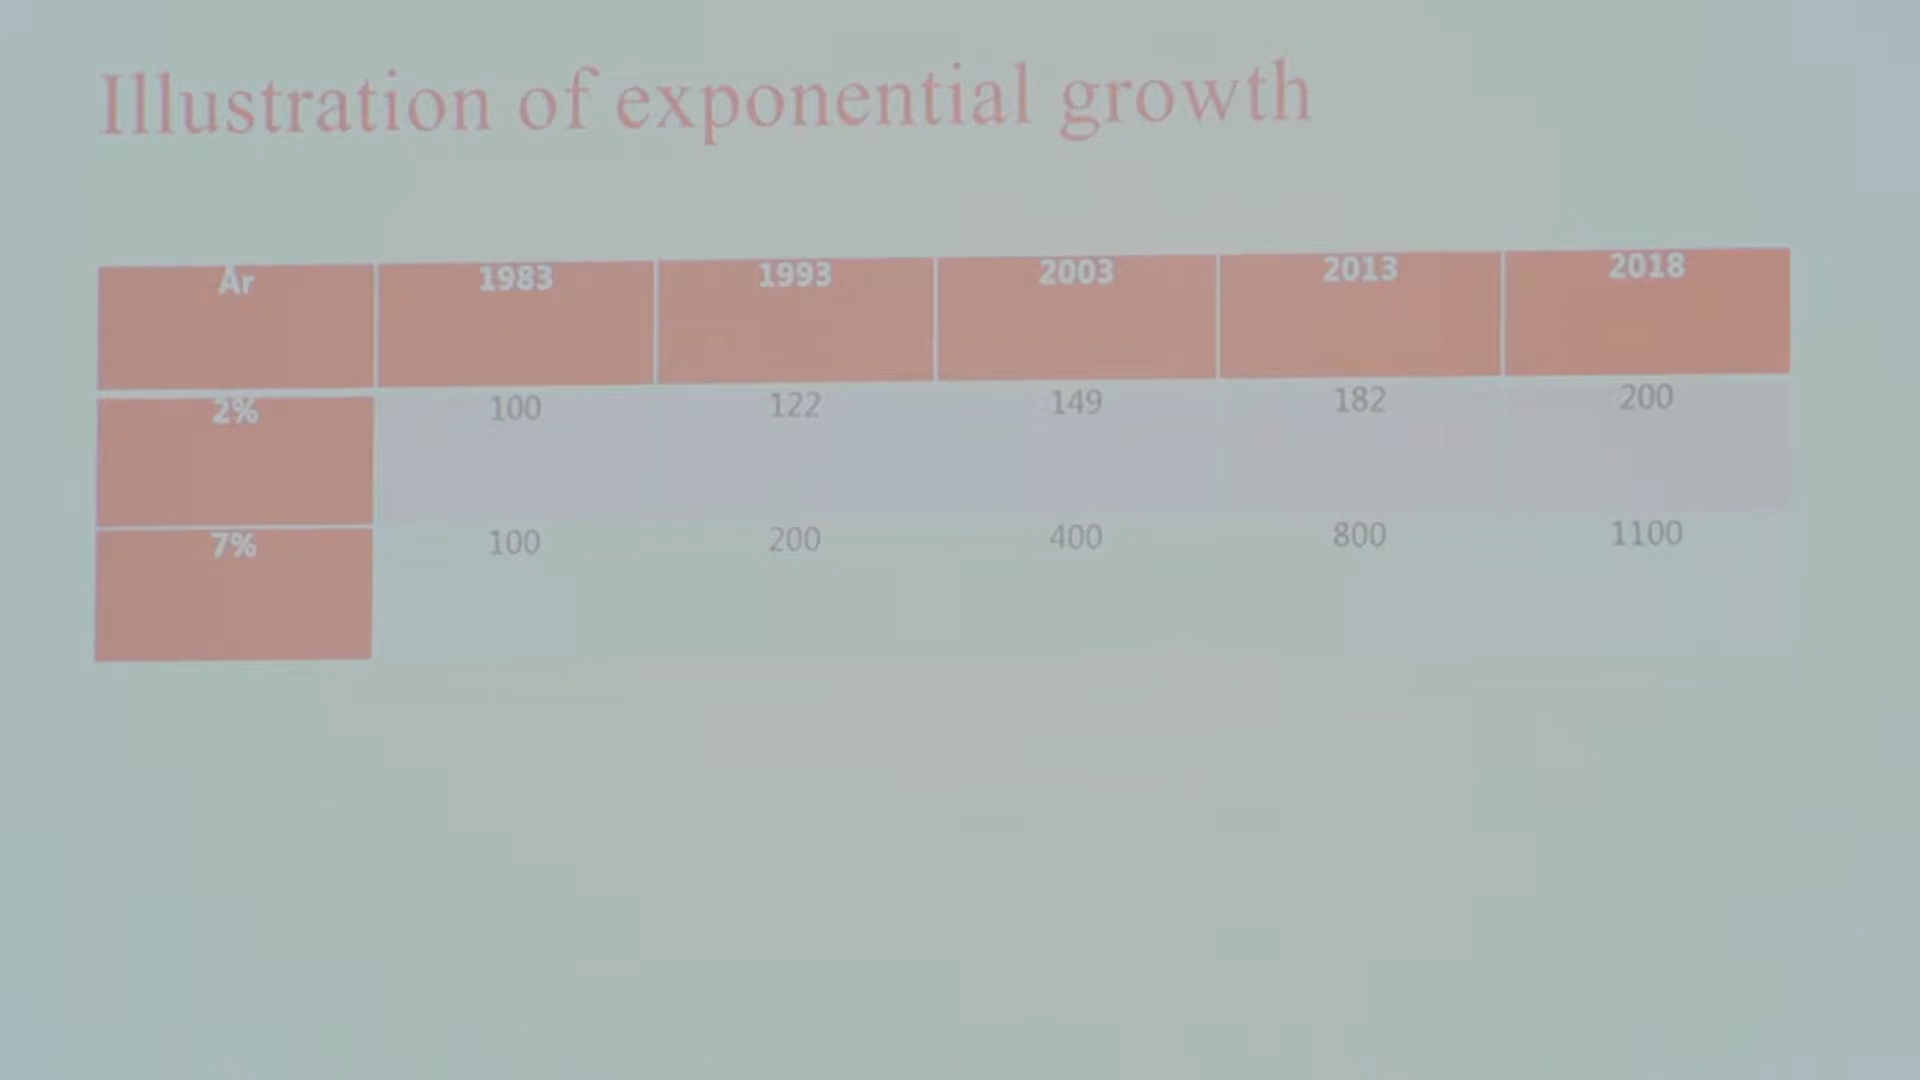 Illustration of exponential growth
År 1983 1993 2003 2013 2018
2% 100 122 149 182 200
7% 100 200 400 800 1100